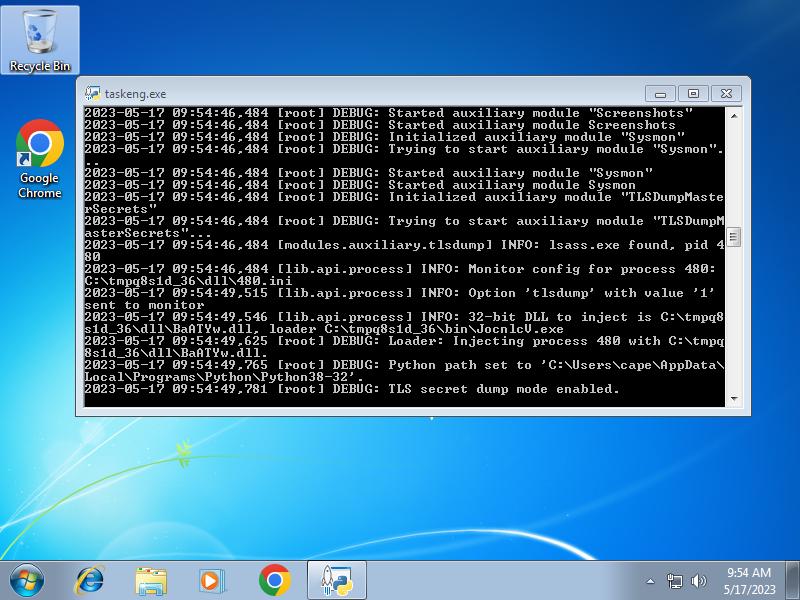 Recycle Bin
Google
Chrome
taskeng.exe
2023-05-17 09:54:46,484 [root] DEBUG: Started auxiliary module "Screenshots"
2023-05-17 09:54:46,484 [root] DEBUG: Started auxiliary module Screenshots
2023-05-17 09:54:46,484 [root] DEBUG: Initialized auxiliary module "Sysmon"
2023-05-17 09:54:46,484 [root] DEBUG: Trying to start auxiliary module "Sysmon".
..
2023-05-17 09:54:46,484 [root] DEBUG: Started auxiliary module "Sysmon"
2023-05-17 09:54:46,484 [root] DEBUG: Started auxiliary module Sysmon
2023-05-17 09:54:46,484 [root] DEBUG: Initialized auxiliary module "TLSDumpMaste
rSecrets"
2023-05-17 09:54:46,484 [root] DEBUG: Trying to start auxiliary module "TLSDumpM
asterSecrets"...
2023-05-17 09:54:46,484 [modules.auxiliary.tlsdump] INFO: lsass.exe found, pid 4
80
2023-05-17 09:54:46,484 [lib.api.process] INFO: Monitor config for process 480:
C:\tmpq8s1d_36\dll\480.ini
2023-05-17 09:54:49,515 [lib.api.process] INFO: Option 'tlsdump' with value '1'
sent to monitor
2023-05-17 09:54:49,546 [lib.api.process] INFO: 32-bit DLL to inject is C:\tmpq8
s1d_36\dll\BaATYw.dll, loader C:\tmpq8s1d_36\bin\JocnlcV.exe
2023-05-17 09:54:49,625 [root] DEBUG: Loader: Injecting process 480 with C:\tmpq
8s1d_36\dll\BaATYw.dll.
2023-05-17 09:54:49,765 [root] DEBUG: Python path set to 'C:\Users\cape\AppData\
Local\Programs\Python\Python38-32'.
2023-05-17 09:54:49,781 [root] DEBUG: TLS secret dump mode enabled.
9:54 AM
5/17/2023